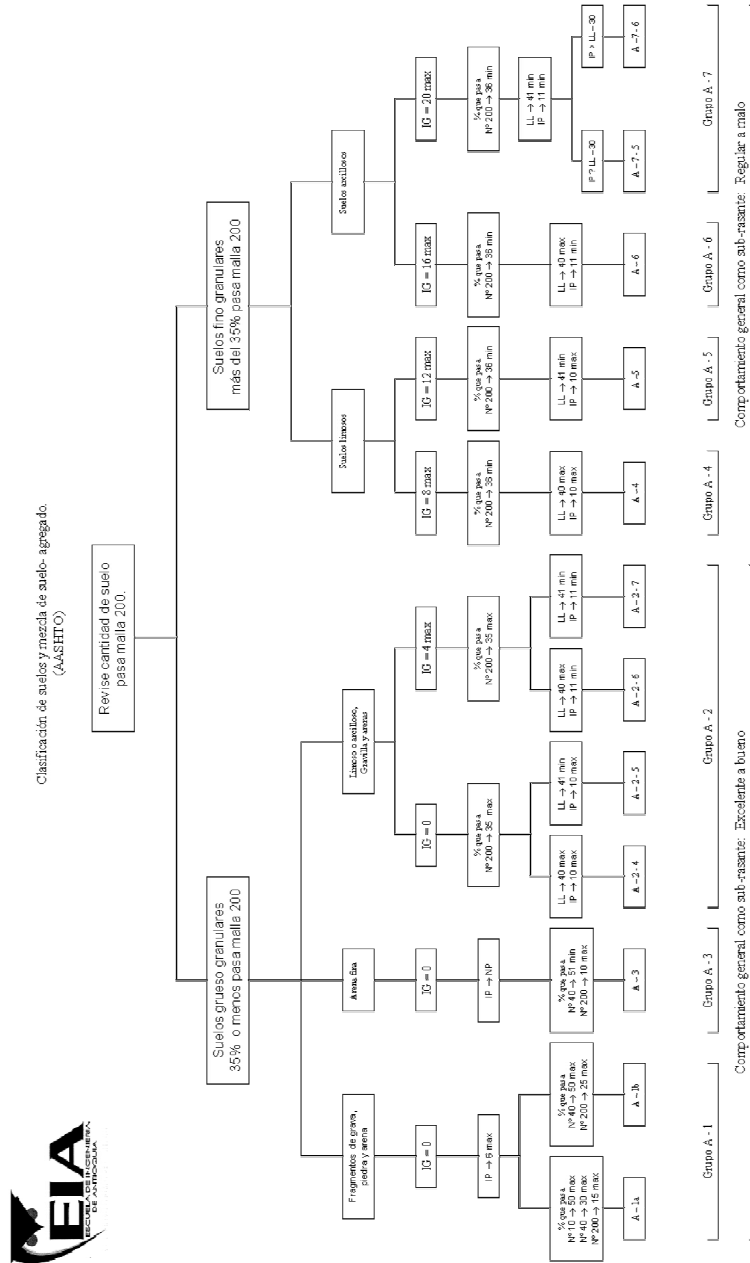 EIA
ESCUELA DE INGENIERIA
DE ANTIOQUIA
Clasificación de suelos y mezcla de suelo- agregado.
(AASHTO)
Revise cantidad de suelo
pasa malla 200.
Suelos grueso granulares
35% o menos pasa malla 200
Suelos fino granulares
más del 35% pasa malla 200
Fragmentos de grava,
piedra y arena
Arena fina
Limoso o arcilloso,
Gravilla y arenas
Suelos limosos
Suelos arcillosos
IG = 0
IG = 0
IG = 0
IG = 4 max
IG = 8 max
IG = 12 max
IG = 16 max
IG = 20 max
IP → 6 max
IP → NP
% que pasa
Nº 200 → 35 max
% que pasa
Nº 200 → 35 max
% que pasa
Nº 200 → 36 min
% que pasa
Nº 200 → 36 min
% que pasa
Nº 200 → 36 min
% que pasa
Nº 200 → 36 min
% que pasa
Nº 10 → 50 max
Nº 40 → 30 max
Nº 200 → 15 max
% que pasa
Nº 40 → 50 max
Nº 200 → 25 max
% que pasa
Nº 40 → 51 min
Nº 200 → 10 max
LL → 40 max
IP → 10 max
LL → 41 min
IP → 10 max
LL → 40 max
IP → 11 min
LL → 41 min
IP → 11 min
LL → 40 max
IP → 10 max
LL → 41 min
IP → 10 max
LL → 40 max
IP → 11 min
LL → 41 min
IP → 11 min
IP ? LL-30
IP > LL-30
A - 1a
A - 1b
A - 3
A - 2 - 4
A - 2 - 5
A - 2 - 6
A - 2 - 7
A - 4
A -5
A - 6
A - 7 - 5
A - 7 - 6
Grupo A - 1
Grupo A - 3
Grupo A - 2
Grupo A - 4
Grupo A - 5
Grupo A - 6
Grupo A - 7
Comportamiento general como sub-rasante: Excelente a bueno
Comportamiento general como sub-rasante: Regular a malo